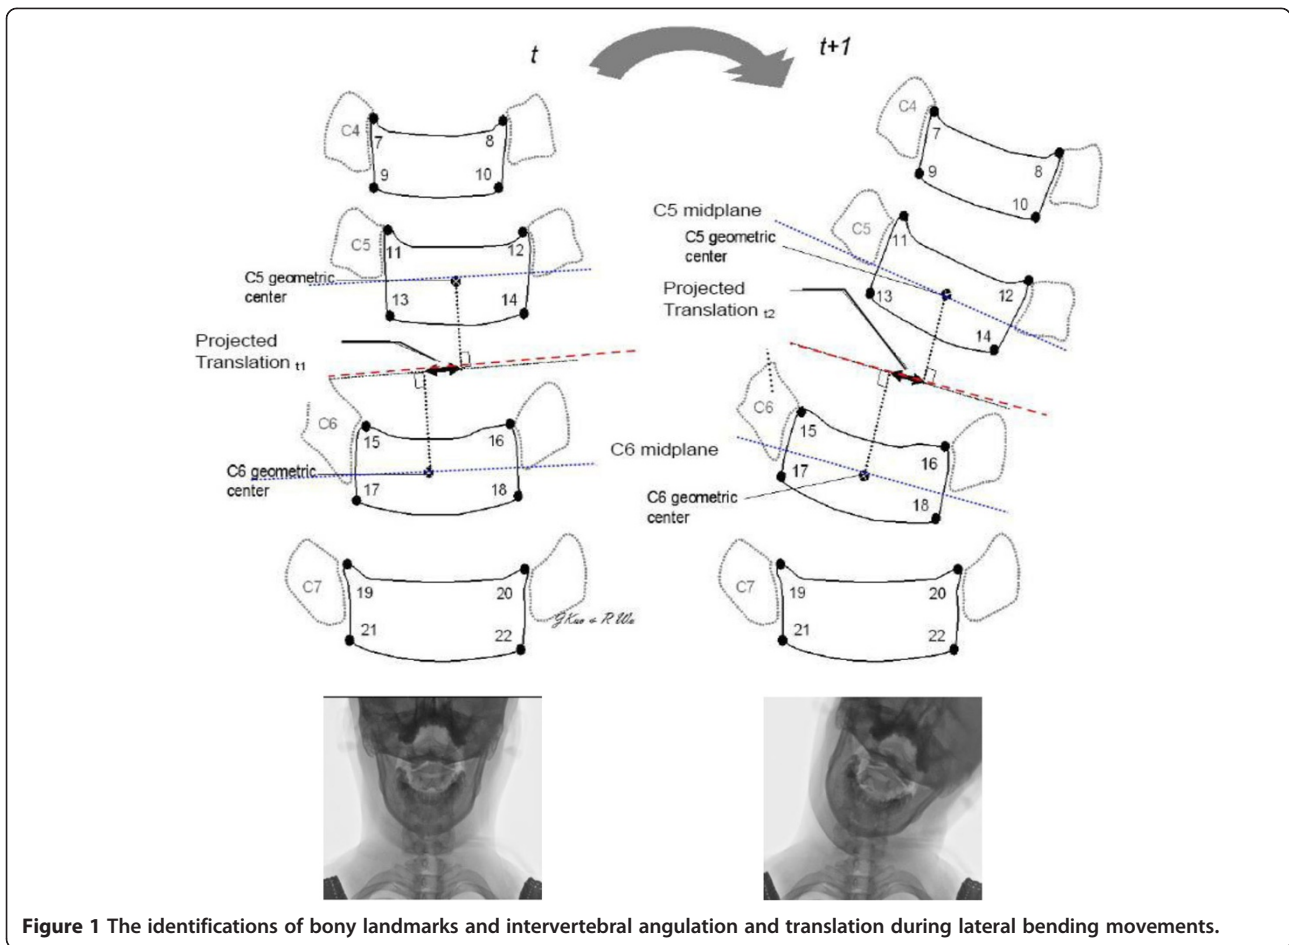 t
t+1
C4
7
8
9
10
C5
11
12
C5 geometric
center
13
14
Projected
Translation t1
C6
15
16
C6 geometric
center
17
18
C7
19
20
21
22
C4
7
8
9
10
C5 midplane
C5
11
C5 geometric
center
12
Projected
Translation t2
13
14
C6
15
16
C6 midplane
17
18
C6 geometric
center
C7
19
20
21
22
Figure 1 The identifications of bony landmarks and intervertebral angulation and translation during lateral bending movements.